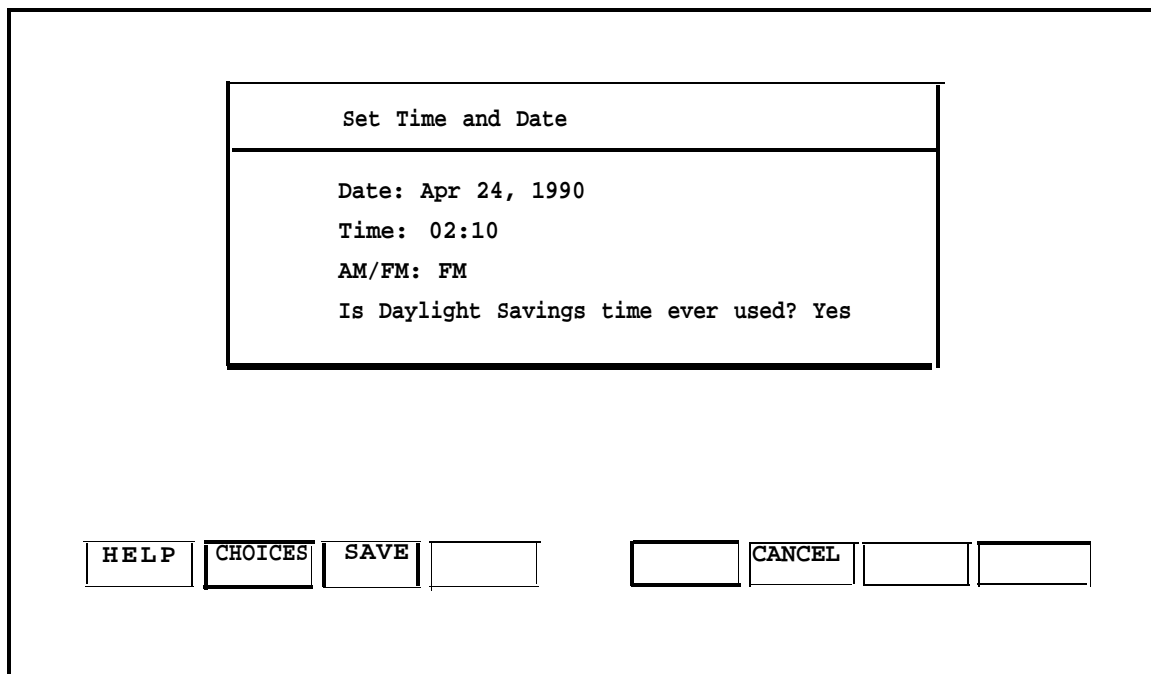 Set Time and Date
Date: Apr 24, 1990
Time: 02:10
AM/FM: FM
Is Daylight Savings time ever used? Yes
HELP CHOICES SAVE CANCEL